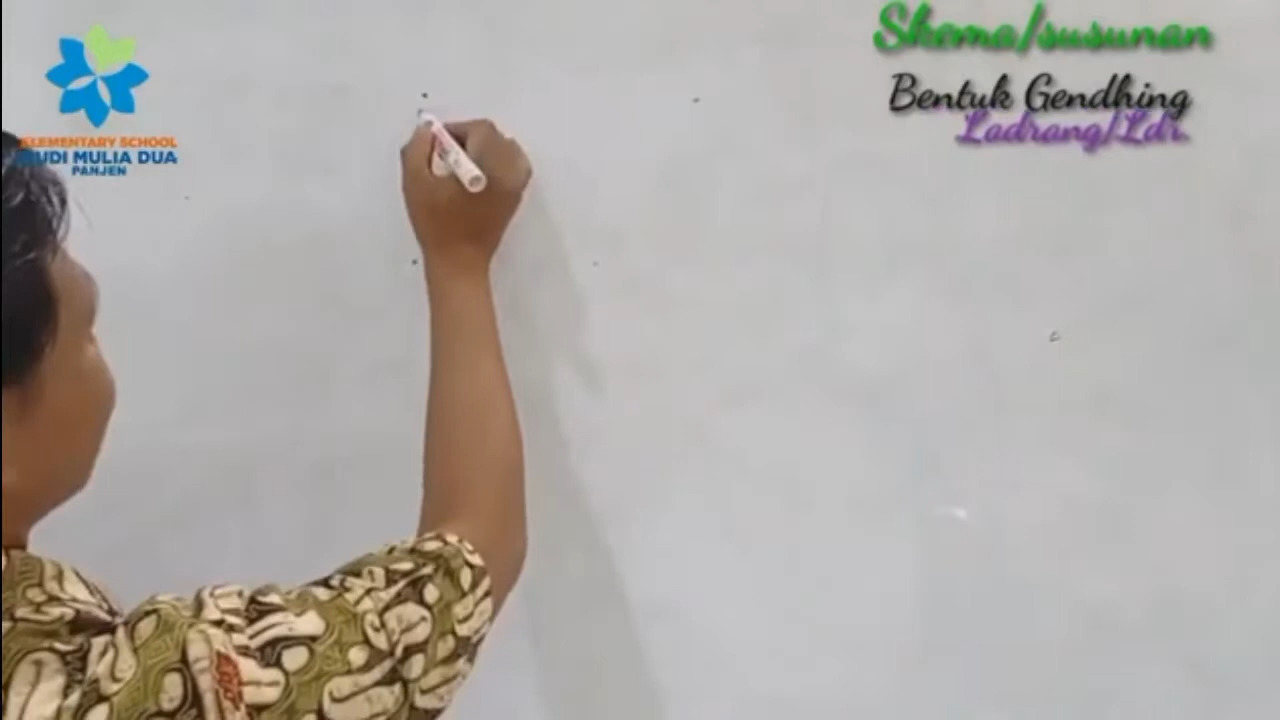 ELEMENTARY SCHOOL
BUDI MULIA DUA
PANJEN
Skema/susunan
Bentuk Gendhing
Ladrang/Ldr.